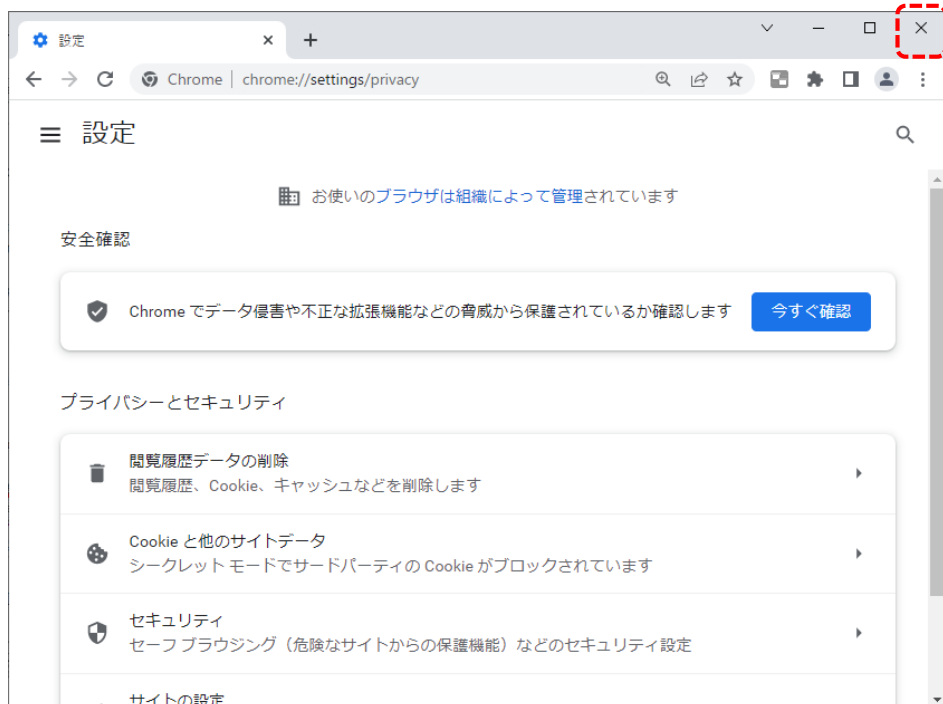 設定
Chrome | chrome://settings/privacy
設定
お使いのブラウザは組織によって管理されています
安全確認
Chrome でデータ侵害や不正な拡張機能などの脅威から保護されているか確認します
今すぐ確認
プライバシーとセキュリティ
閲覧履歴データの削除
閲覧履歴、Cookie、キャッシュなどを削除します
Cookie と他のサイトデータ
シークレット モードでサードパーティの Cookie がブロックされています
セキュリティ
セーフ ブラウジング（危険なサイトからの保護機能）などのセキュリティ設定
サイトの設定